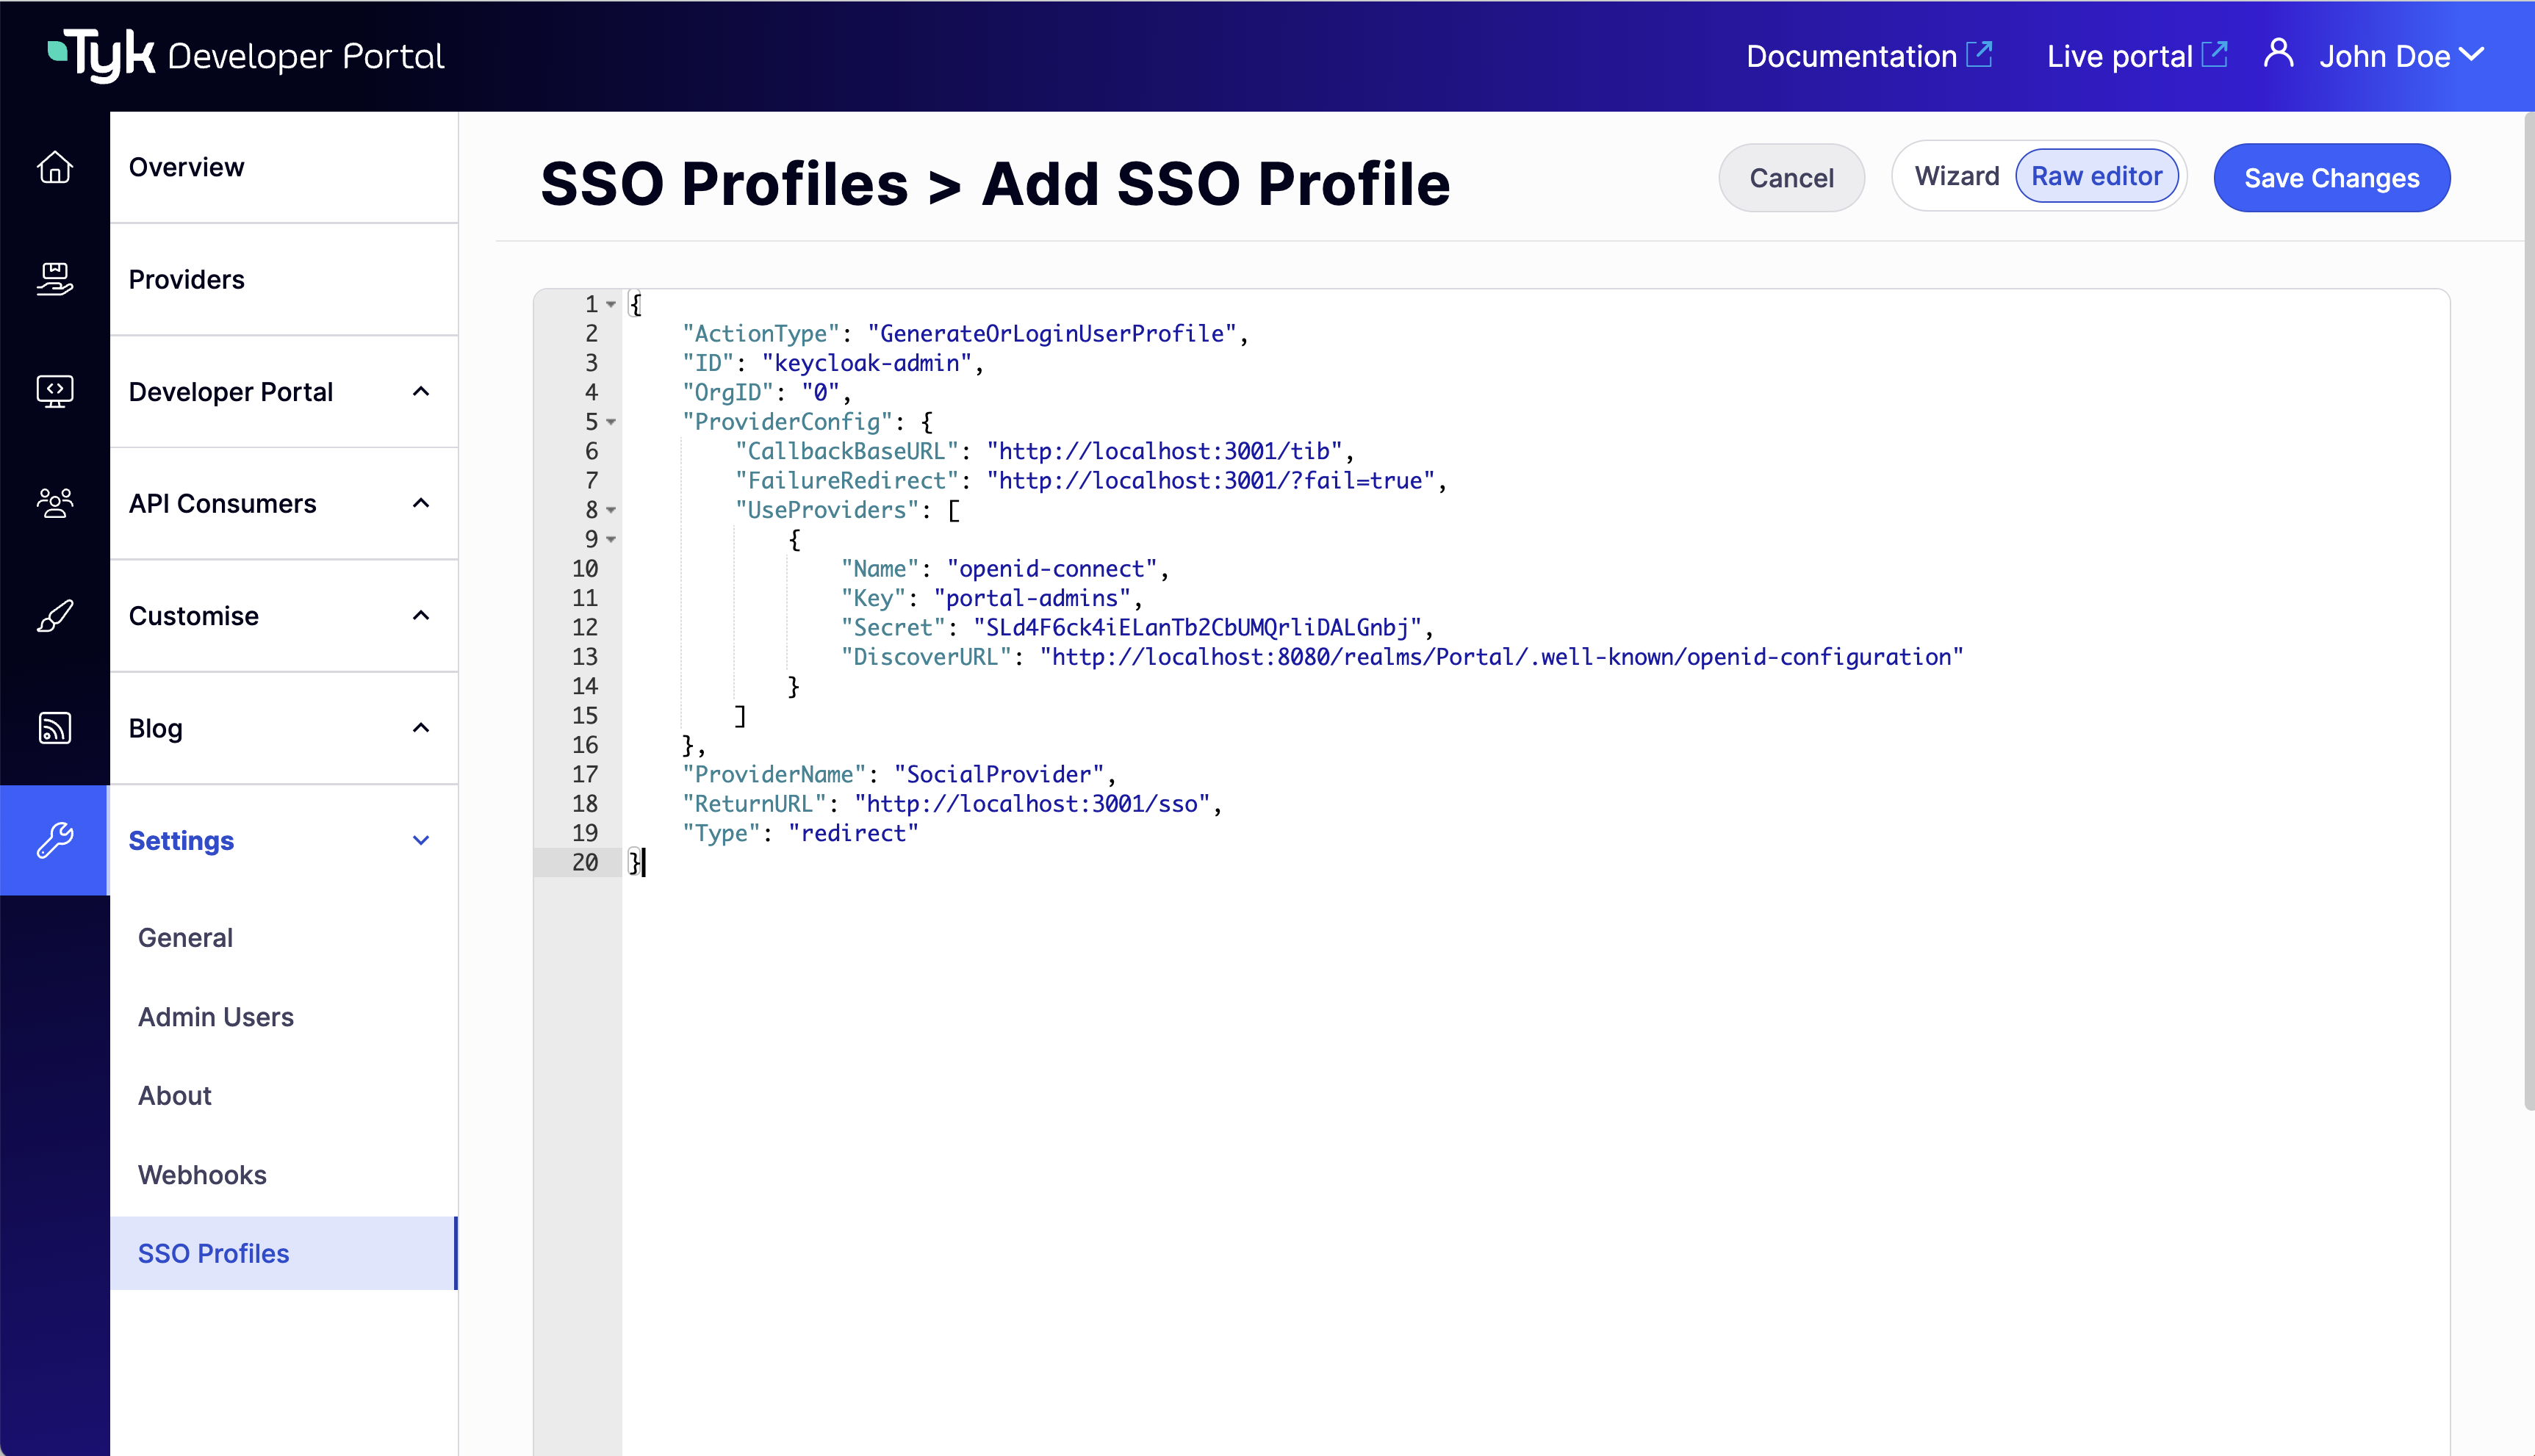 Tyk Developer Portal
Documentation
Live portal
John Doe
Overview
Providers
Developer Portal
API Consumers
Customise
Blog
Settings
General
Admin Users
About
Webhooks
SSO Profiles
SSO Profiles > Add SSO Profile
Cancel
Wizard
Raw editor
Save Changes
1 {
2 "ActionType": "GenerateOrLoginUserProfile",
3 "ID": "keycloak-admin",
4 "OrgID": "0",
5 "ProviderConfig": {
6 "CallbackBaseURL": "http://localhost:3001/tib",
7 "FailureRedirect": "http://localhost:3001/?fail=true",
8 "UseProviders": [
9 {
10 "Name": "openid-connect",
11 "Key": "portal-admins",
12 "Secret": "SLd4F6ck4iELanTb2CbUMQrliDALGnbj",
13 "DiscoverURL": "http://localhost:8080/realms/Portal/.well-known/openid-configuration"
14 }
15 ]
16 },
17 "ProviderName": "SocialProvider",
18 "ReturnURL": "http://localhost:3001/sso",
19 "Type": "redirect"
20 }